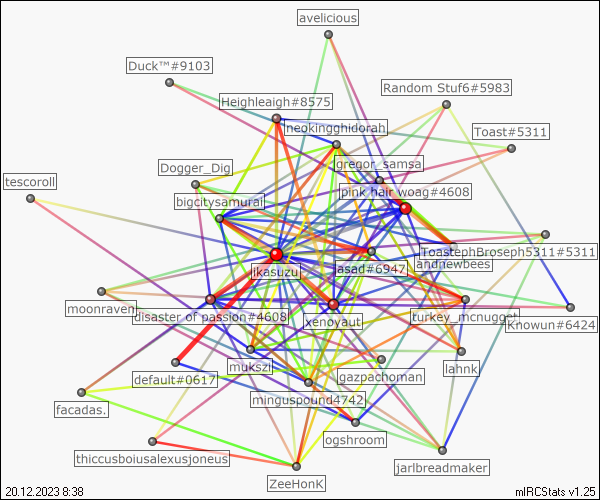 avelicious
Duck™#9103
Random Stuf6#5983
Heighleaigh#8575
neokingghidorah
Toast#5311
gregor_samsa
Dogger_Dig
tescoroll
pink hair woag#4608
bigcitysamurai
ToastephBroseph5311#5311
andrewbees
jkasuzu
asad#6947
moonraven
disaster of passion#4608
turkey_mcnugget
xenoyaut
Knowun#6424
mukszi
lahnk
gazpachoman
default#0617
minguspound4742
facadas.
ogshroom
thiccusboiusalexusjoneus
jarlbreadmaker
ZeeHonK
20.12.2023 8:38
mIRCStats v1.25